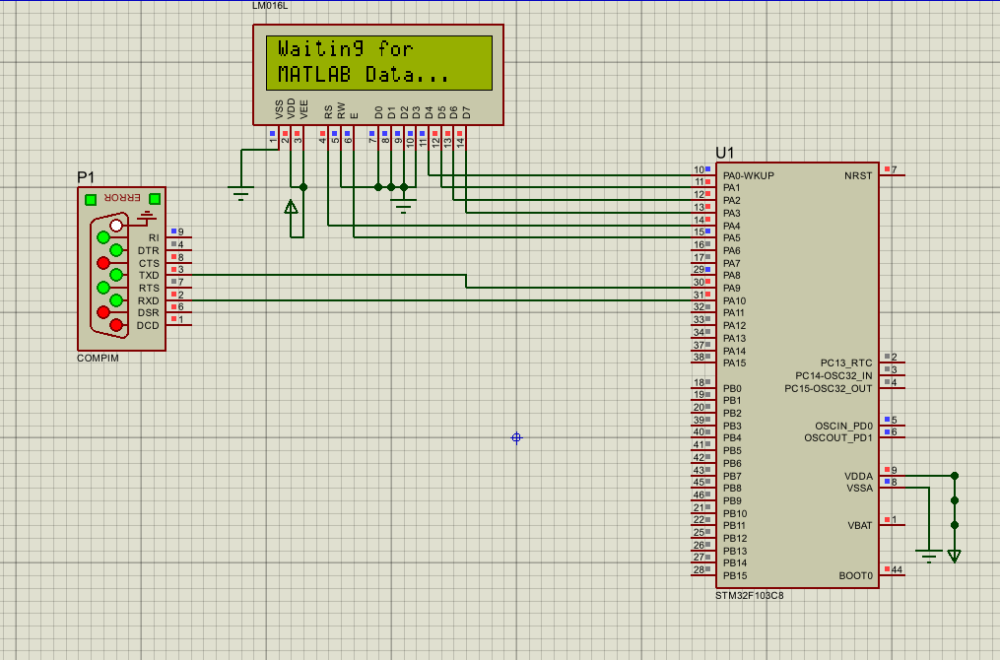 LM016L
Waiting for
MATLAB Data...
VSS VDD VEE RS RW E D0 D1 D2 D3 D4 D5 D6 D7
1 2 3 4 5 6 7 8 9 10 11 12 13 14
P1
ERROR
RI 9
DTR 4
CTS 8
TXD 3
RTS 7
RXD 2
DSR 6
DCD 1
COMPIM
U1
10 PA0-WKUP NRST 7
11 PA1
12 PA2
13 PA3
14 PA4
15 PA5
16 PA6
17 PA7
29 PA8
30 PA9
31 PA10
32 PA11
33 PA12
34 PA13
37 PA14
38 PA15
PC13_RTC 2
PC14-OSC32_IN 3
PC15-OSC32_OUT 4
18 PB0
19 PB1
20 PB2
39 PB3 OSCIN_PD0 5
40 PB4 OSCOUT_PD1 6
41 PB5
42 PB6
43 PB7 VDDA 9
45 PB8 VSSA 8
46 PB9
21 PB10
22 PB11 VBAT 1
25 PB12
26 PB13
27 PB14
28 PB15 BOOT0 44
STM32F103C8